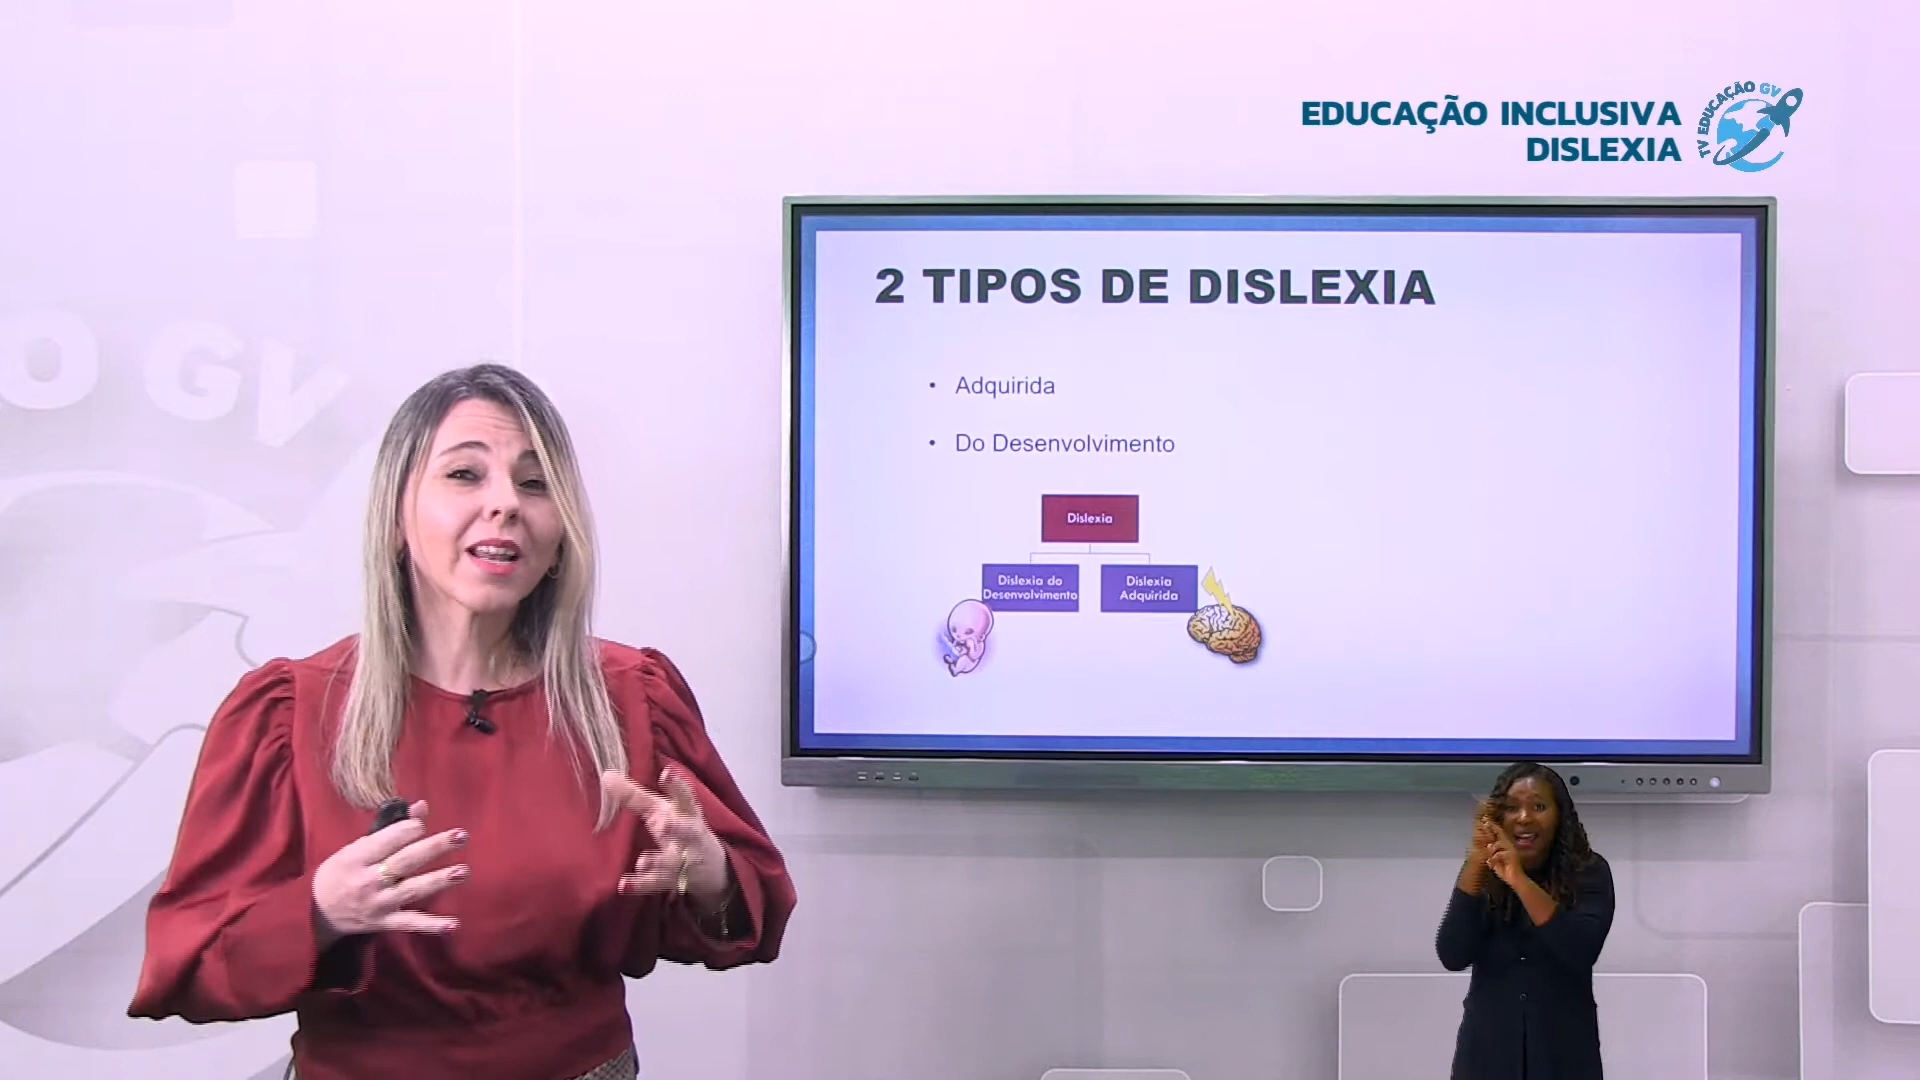 EDUCAÇÃO INCLUSIVA
DISLEXIA
TV EDUCAÇÃO GV
2 TIPOS DE DISLEXIA
• Adquirida
• Do Desenvolvimento
Dislexia
Dislexia do
Desenvolvimento
Dislexia
Adquirida
O GV